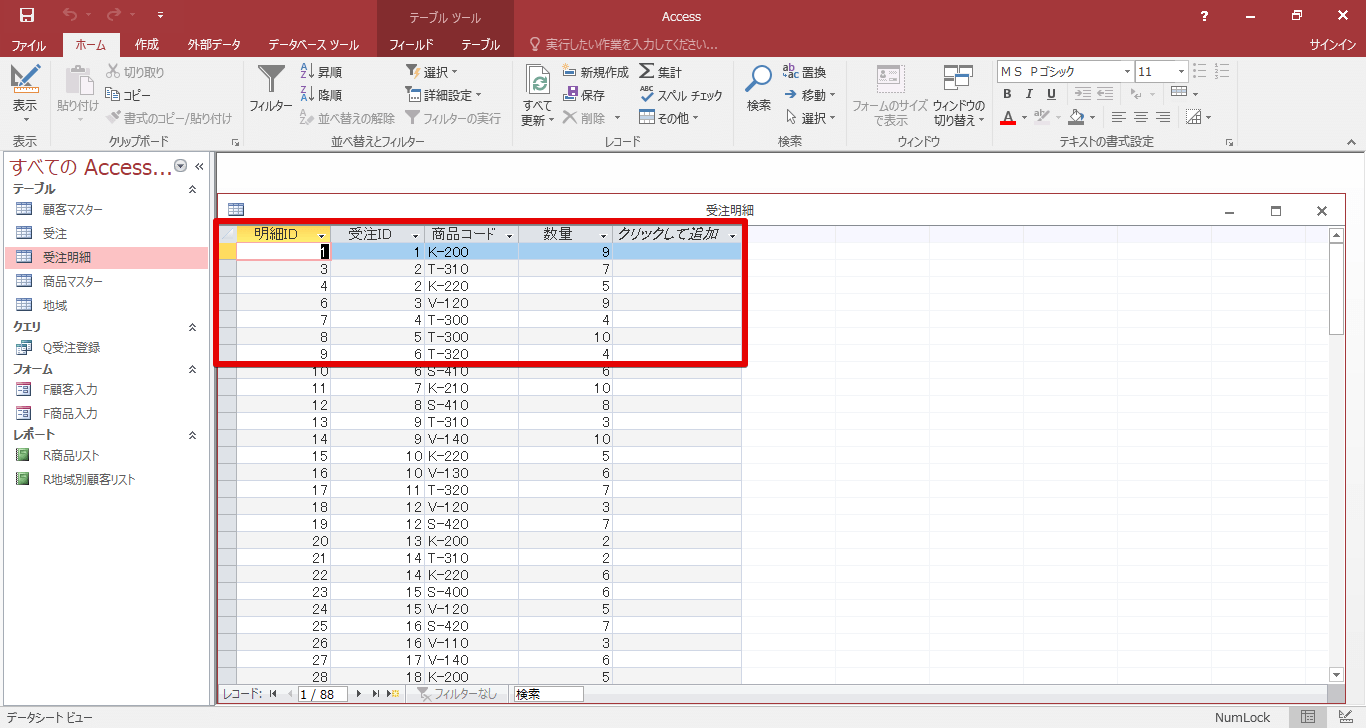 テーブル ツール
Access
?
ファイル ホーム 作成 外部データ データベース ツール フィールド テーブル 実行したい作業を入力してください... サインイン
表示
貼り付け
切り取り
コピー
書式のコピー/貼り付け
フィルター
昇順
降順
並べ替えの解除
選択
詳細設定
フィルターの実行
すべて
更新
新規作成
保存
削除
集計
スペル チェック
その他
検索
置換
移動
選択
フォームのサイズ
で表示
ウィンドウの
切り替え
MS Pゴシック 11
B I U
A
表示 クリップボード 並べ替えとフィルター レコード 検索 ウィンドウ テキストの書式設定
すべての Access...
テーブル
顧客マスター
受注
受注明細
商品マスター
地域
クエリ
Q受注登録
フォーム
F顧客入力
F商品入力
レポート
R商品リスト
R地域別顧客リスト
受注明細
明細ID 受注ID 商品コード 数量 クリックして追加
1 1 K-200 9
3 2 T-310 7
4 2 K-220 5
6 3 V-120 9
7 4 T-300 4
8 5 T-300 10
9 6 T-320 4
10 6 S-410 6
11 7 K-210 10
12 8 S-410 8
13 9 T-310 3
14 9 V-140 10
15 10 K-220 5
16 10 V-130 6
17 11 T-320 7
18 12 V-120 3
19 12 S-420 7
20 13 K-200 2
21 14 T-310 2
22 14 K-220 6
23 15 S-400 6
24 15 V-120 5
25 16 S-420 7
26 16 V-110 3
27 17 V-140 6
28 18 K-200 5
レコード: 1 / 88 フィルターなし 検索
データシート ビュー NumLock